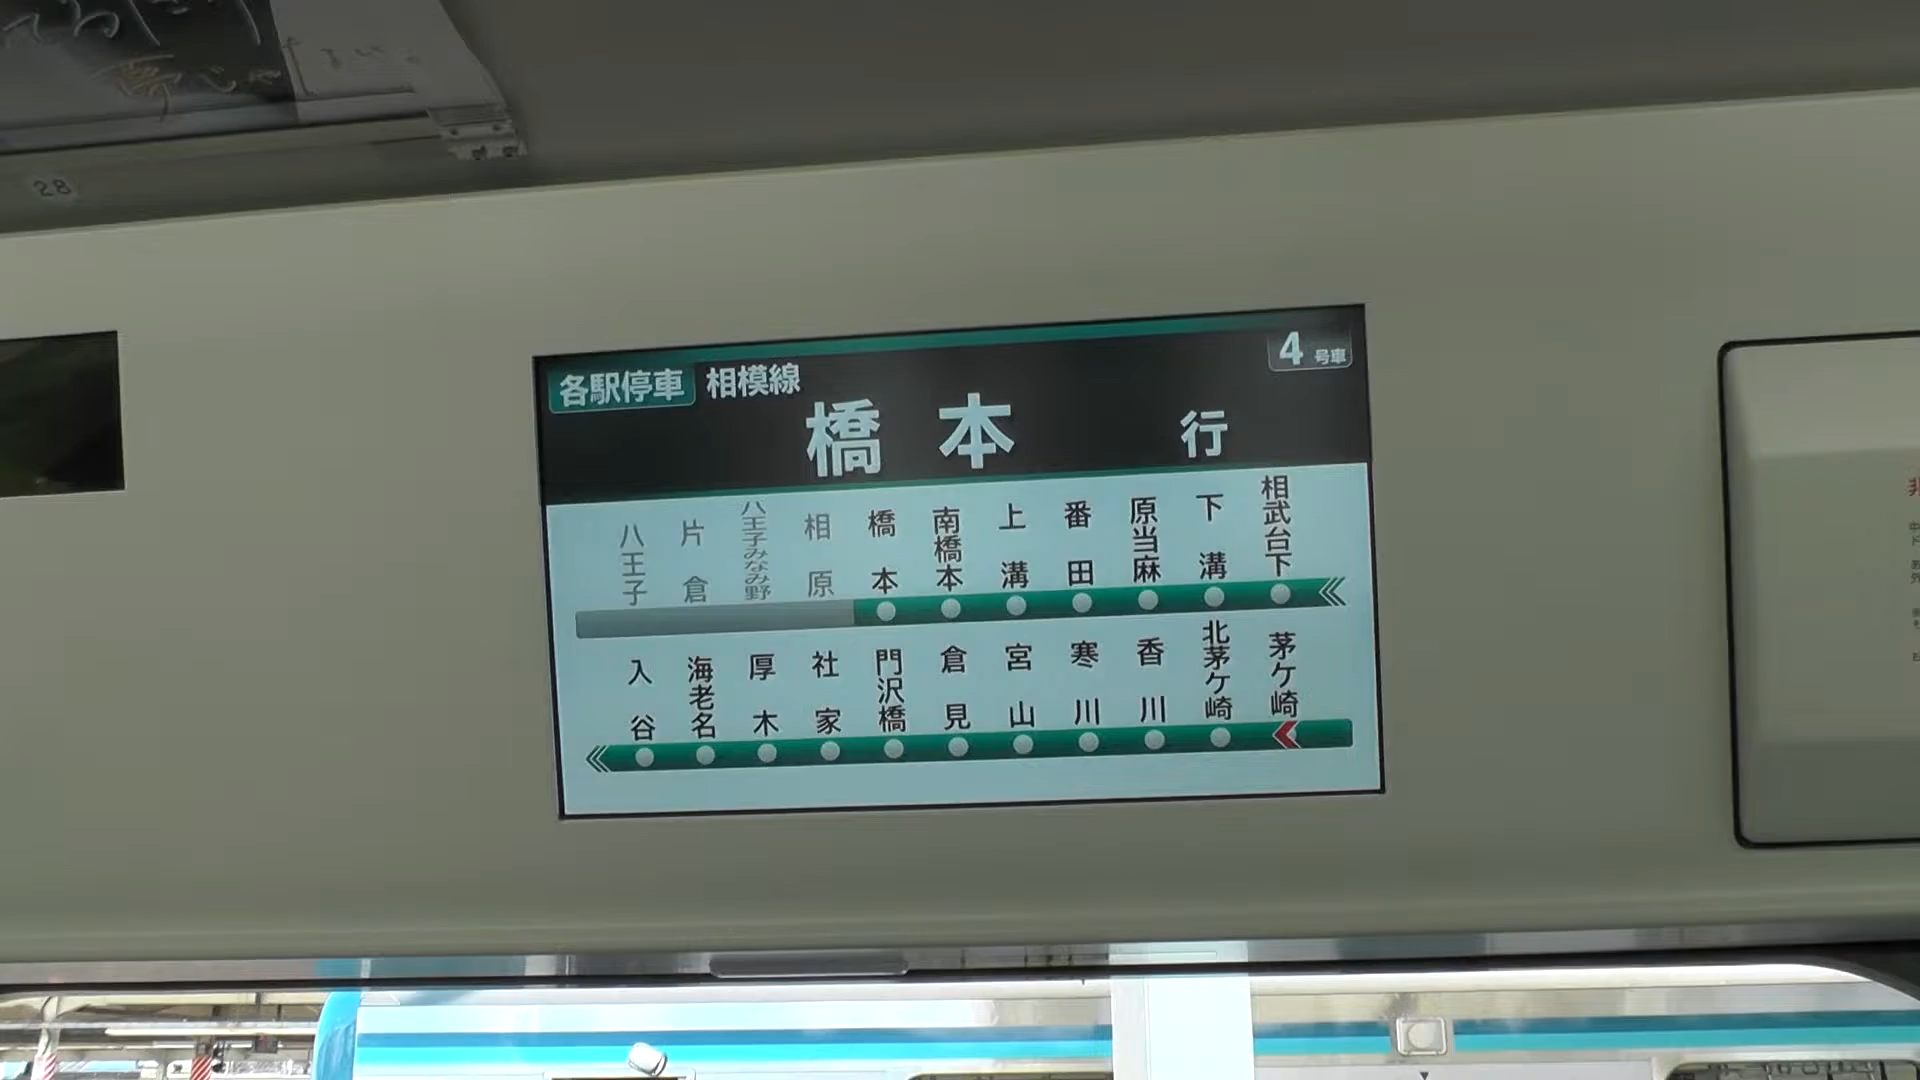 28
各駅停車 相模線
4号車
橋本 行
八王子 片倉 八王子みなみ野 相原 橋本 南橋本 上溝 番田 原当麻 下溝 相武台下
入谷 海老名 厚木 社家 門沢橋 倉見 宮山 寒川 香川 北茅ケ崎 茅ケ崎